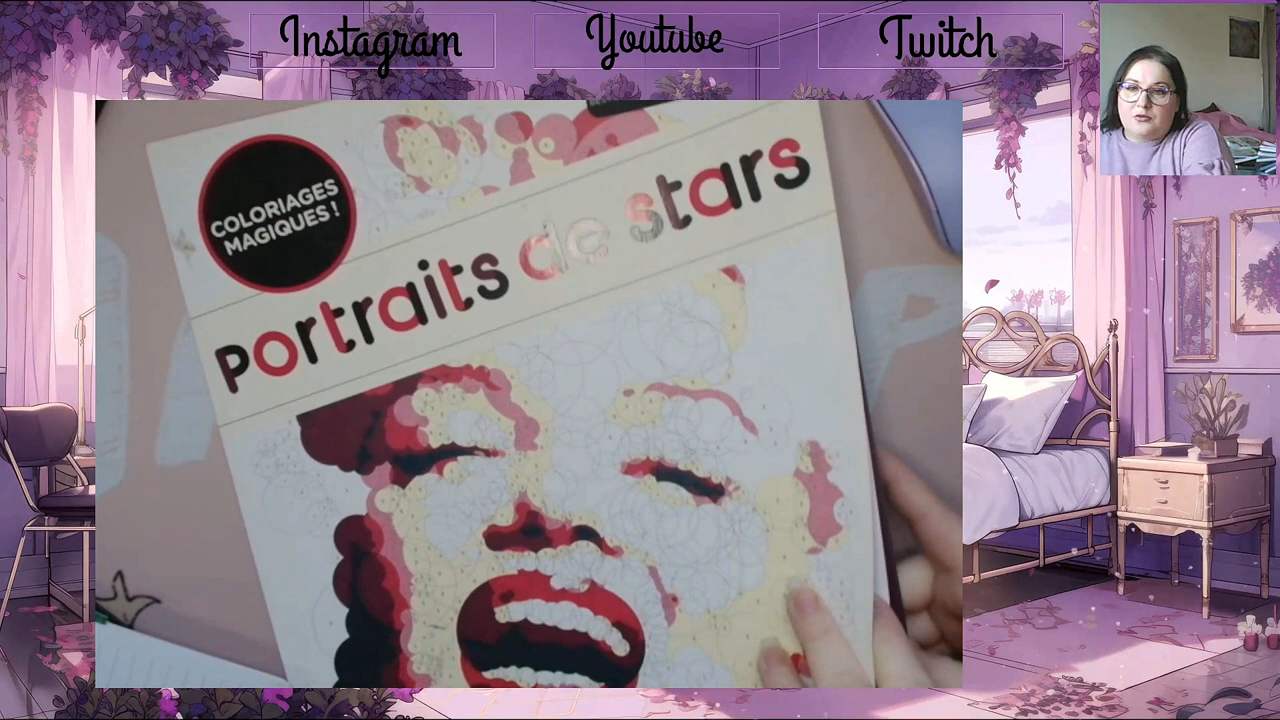 Instagram
Youtube
Twitch
COLORIAGES
MAGIQUES !
portraits de stars